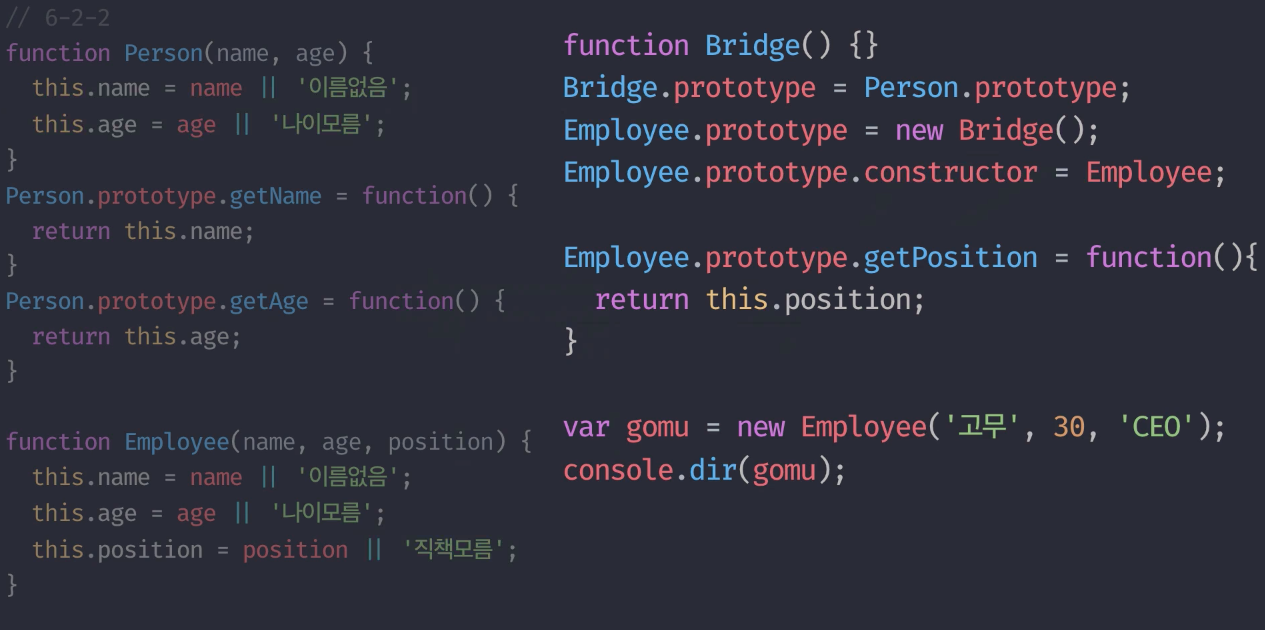 // 6-2-2
function Person(name, age) {
  this.name = name || '이름없음';
  this.age = age || '나이모름';
}
Person.prototype.getName = function() {
  return this.name;
}
Person.prototype.getAge = function() {
  return this.age;
}

function Employee(name, age, position) {
  this.name = name || '이름없음';
  this.age = age || '나이모름';
  this.position = position || '직책모름';
}

function Bridge() {}
Bridge.prototype = Person.prototype;
Employee.prototype = new Bridge();
Employee.prototype.constructor = Employee;

Employee.prototype.getPosition = function(){
  return this.position;
}

var gomu = new Employee('고무', 30, 'CEO');
console.dir(gomu);